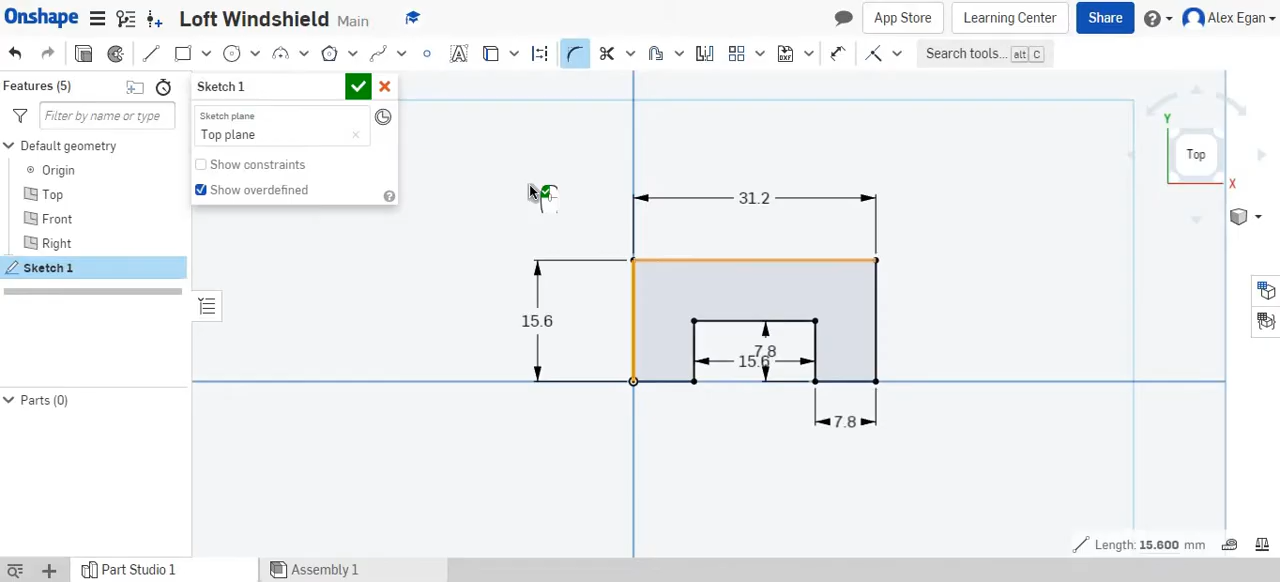 Onshape
Loft Windshield Main
App Store
Learning Center
Share
Alex Egan
Search tools... alt C
Features (5)
Filter by name or type
Default geometry
Origin
Top
Front
Right
Sketch 1
Parts (0)
Sketch 1
Sketch plane
Top plane
Show constraints
Show overdefined
31.2
15.6
7.8
15.6
7.8
Y
Top
X
Length: 15.600 mm
Part Studio 1
Assembly 1